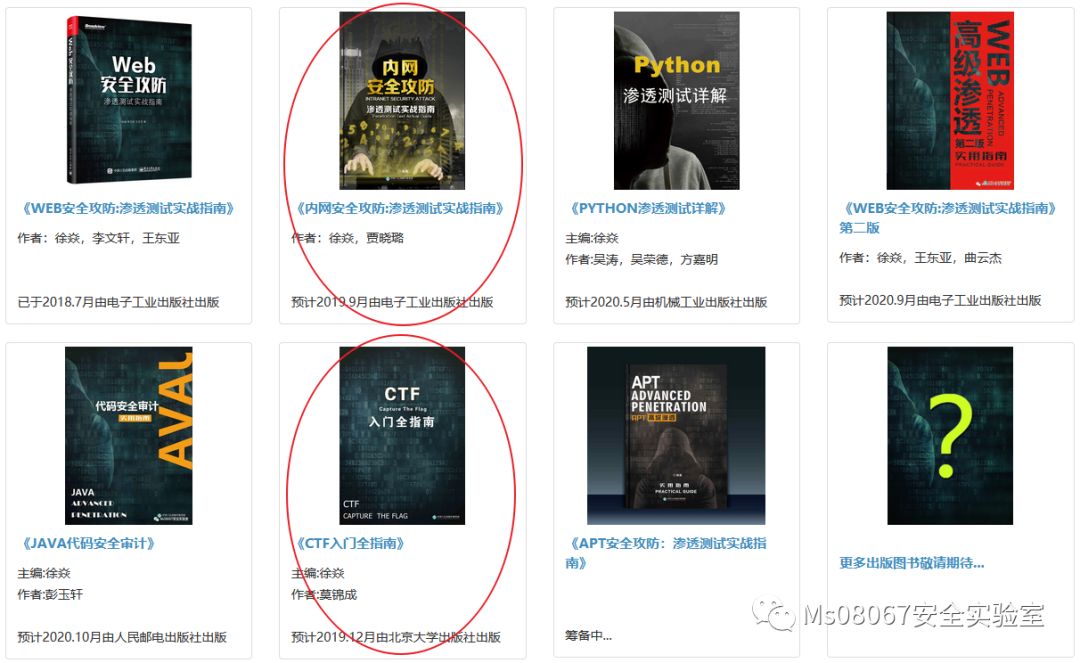 Web
安全攻防
渗透测试实战指南
《WEB安全攻防:渗透测试实战指南》
作者：徐焱，李文轩，王东亚
已于2018.7月由电子工业出版社出版
内网
安全攻防
INTRANET SECURITY ATTACK
渗透测试实战指南
《内网安全攻防:渗透测试实战指南》
作者：徐焱，贾晓璐
预计2019.9月由电子工业出版社出版
Python
渗透测试详解
《PYTHON渗透测试详解》
主编:徐焱
作者:吴涛，吴荣德，方嘉明
预计2020.5月由机械工业出版社出版
WEB
ADVANCED
PENETRATION
高级渗透
第二版
实用指南
PRACTICAL GUIDE
《WEB安全攻防:渗透测试实战指南》
第二版
作者：徐焱，王东亚，曲云杰
预计2020.9月由电子工业出版社出版
代码安全审计
实用指南
JAVA
JAVA
ADVANCED
PENETRATION
《JAVA代码安全审计》
主编:徐焱
作者:彭玉轩
预计2020.10月由人民邮电出版社出版
CTF
Capture The Flag
入门全指南
CTF
CAPTURE THE FLAG
《CTF入门全指南》
主编:徐焱
作者:莫锦成
预计2019.12月由北京大学出版社出版
APT
ADVANCED
PENETRATION
APT 高级渗透
实用指南
PRACTICAL GUIDE
《APT安全攻防：渗透测试实战指
南》
筹备中...
?
更多出版图书敬请期待...
Ms08067安全实验室